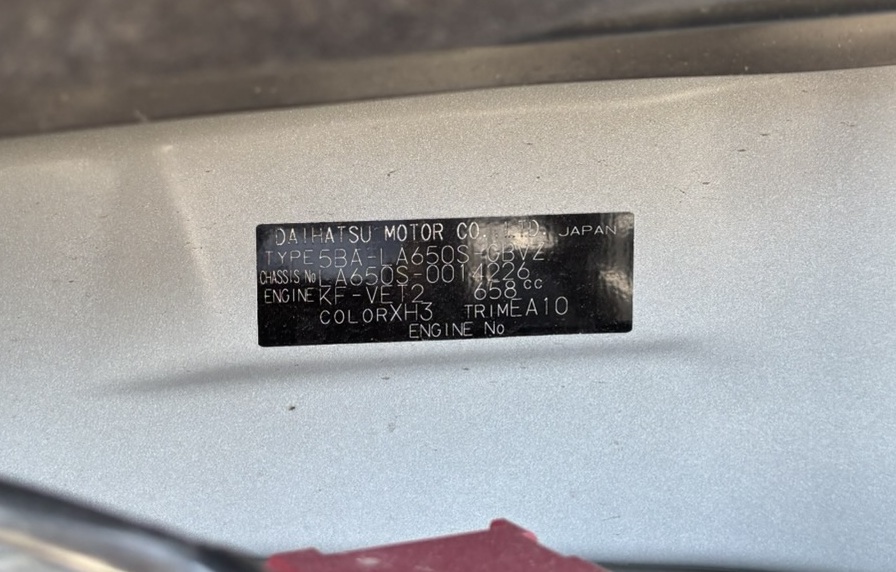 DAIHATSU MOTOR CO., LTD. JAPAN
TYPE 5BA-LA650S-GBVZ
CHASSIS No LA650S-0014226
ENGINE KF-VET2 658cc
COLOR XH3 TRIM EA10
ENGINE No